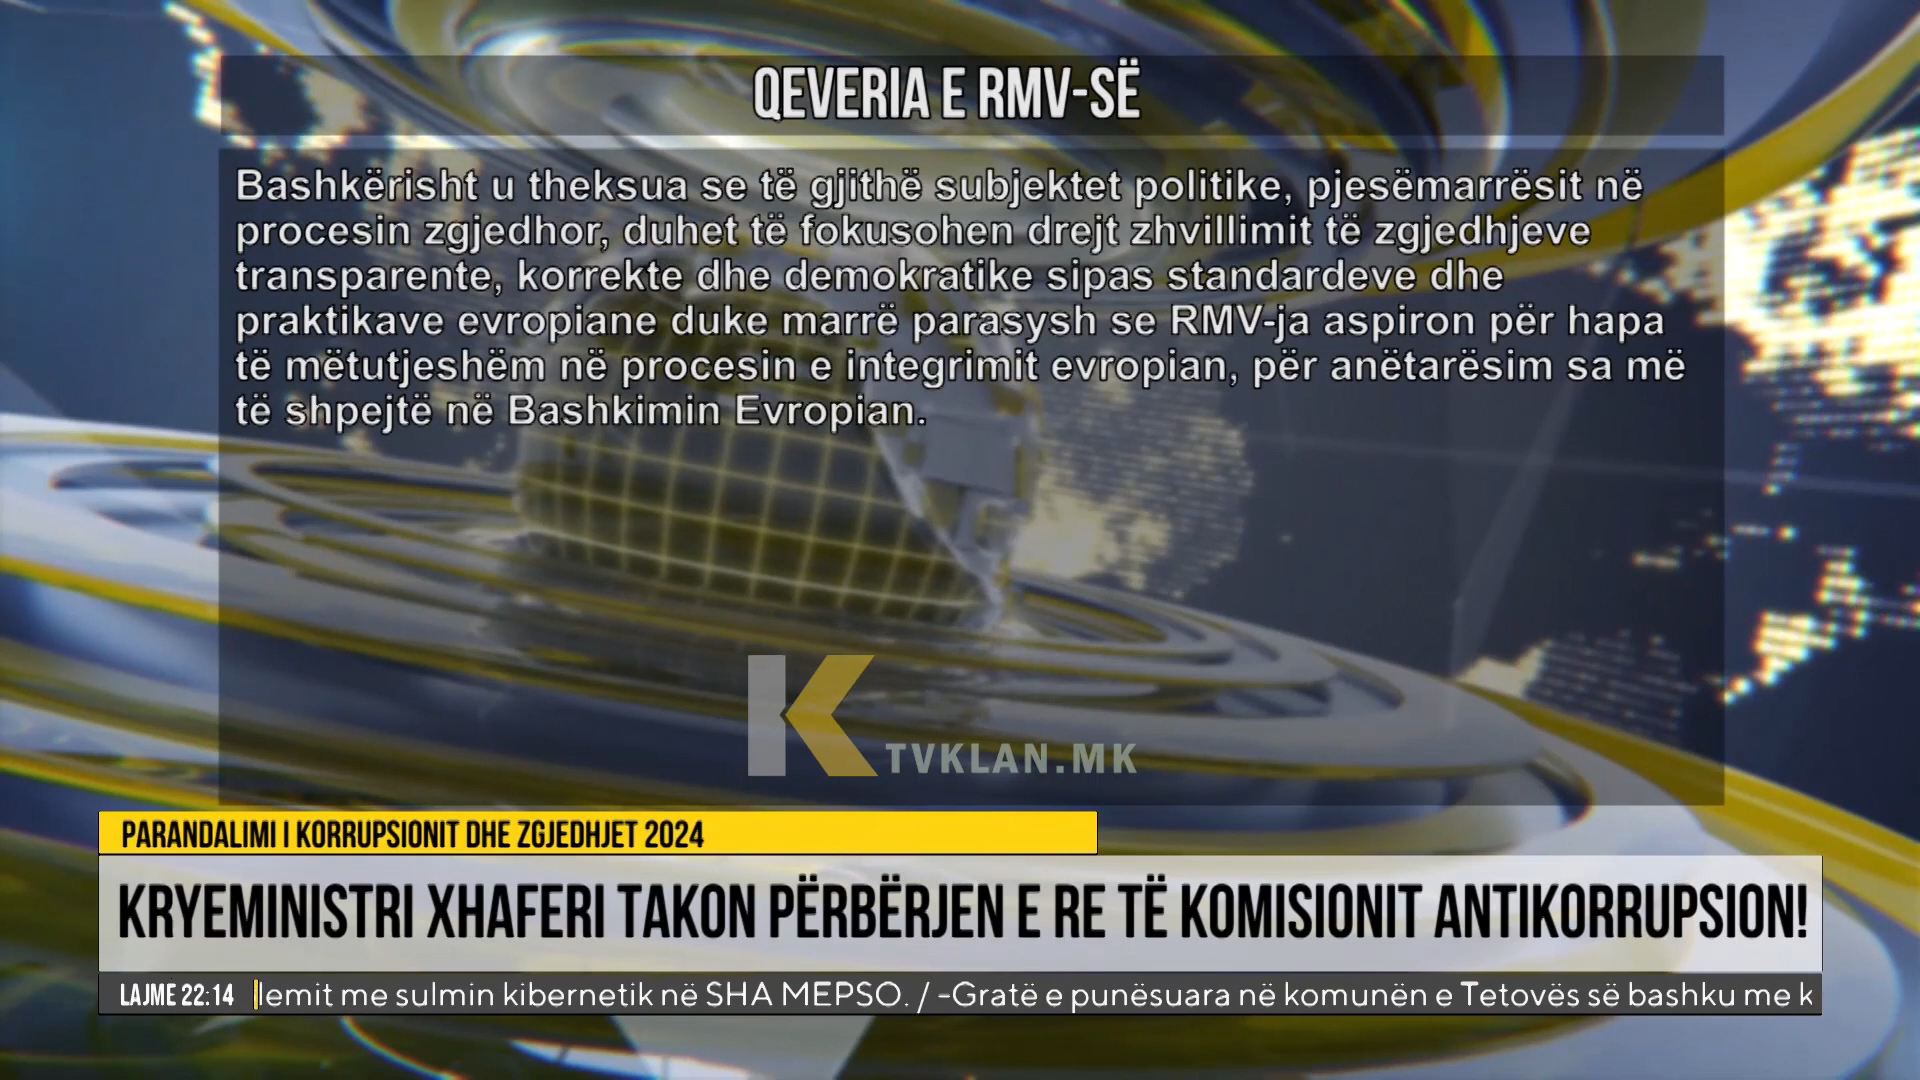 QEVERIA E RMV-SË
Bashkërisht u theksua se të gjithë subjektet politike, pjesëmarrësit në
procesin zgjedhor, duhet të fokusohen drejt zhvillimit të zgjedhjeve
transparente, korrekte dhe demokratike sipas standardeve dhe
praktikave evropiane duke marrë parasysh se RMV-ja aspiron për hapa
të mëtutjeshëm në procesin e integrimit evropian, për anëtarësim sa më
të shpejtë në Bashkimin Evropian.
K TVKLAN.MK
PARANDALIMI I KORRUPSIONIT DHE ZGJEDHJET 2024
KRYEMINISTRI XHAFERI TAKON PËRBËRJEN E RE TË KOMISIONIT ANTIKORRUPSION!
LAJME 22:14 lemit me sulmin kibernetik në SHA MEPSO. / -Gratë e punësuara në komunën e Tetovës së bashku me k